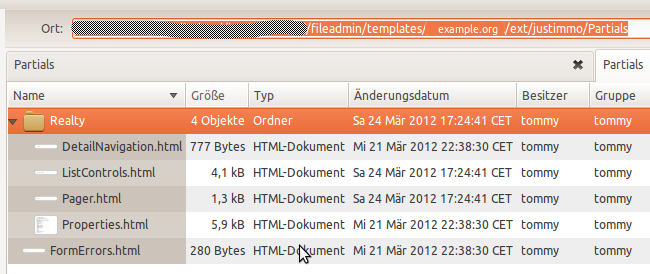 Ort: /fileadmin/templates/ example.org /ext/justimmo/Partials
Partials ✖ Partials
Name Größe Typ Änderungsdatum Besitzer Gruppe
Realty 4 Objekte Ordner Sa 24 Mär 2012 17:24:41 CET tommy tommy
DetailNavigation.html 777 Bytes HTML-Dokument Mi 21 Mär 2012 22:38:30 CET tommy tommy
ListControls.html 4,1 kB HTML-Dokument Sa 24 Mär 2012 17:24:41 CET tommy tommy
Pager.html 1,3 kB HTML-Dokument Sa 24 Mär 2012 17:24:41 CET tommy tommy
Properties.html 5,9 kB HTML-Dokument Mi 21 Mär 2012 22:38:30 CET tommy tommy
FormErrors.html 280 Bytes HTML-Dokument Mi 21 Mär 2012 22:38:30 CET tommy tommy